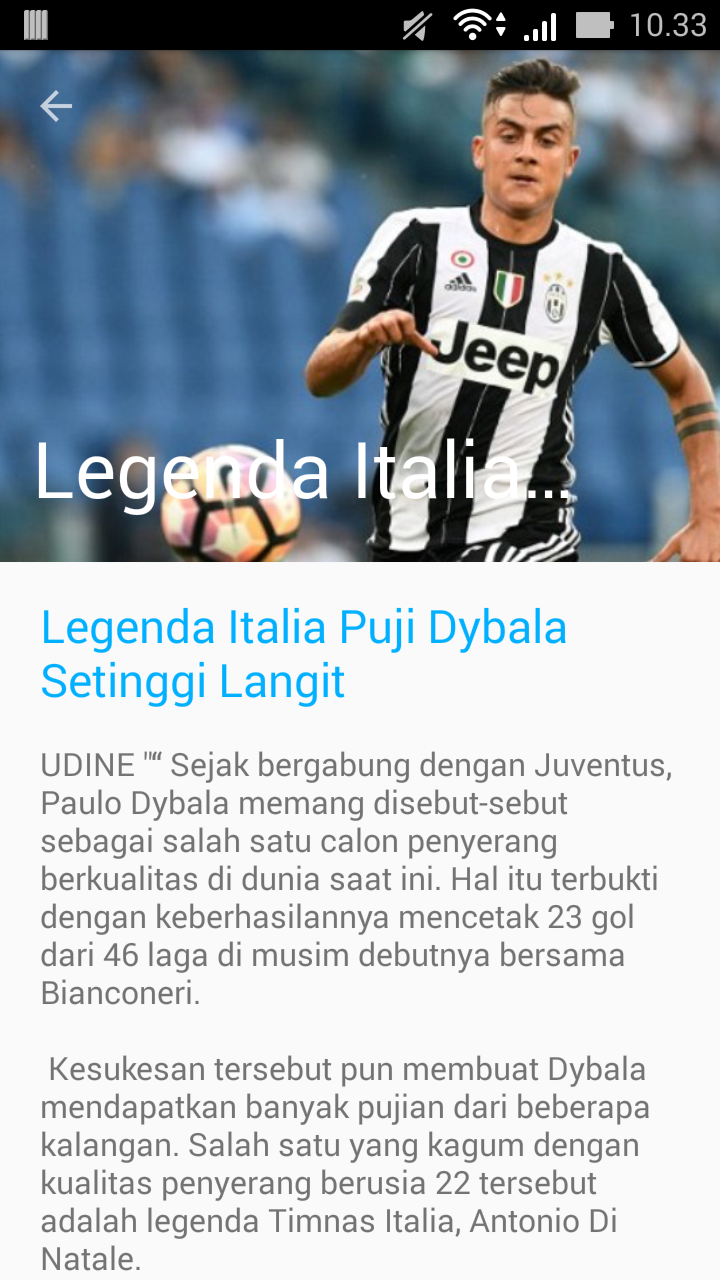 10.33
adidas
Jeep
Legenda Italia...
Legenda Italia Puji Dybala
Setinggi Langit
UDINE "“ Sejak bergabung dengan Juventus,
Paulo Dybala memang disebut-sebut
sebagai salah satu calon penyerang
berkualitas di dunia saat ini. Hal itu terbukti
dengan keberhasilannya mencetak 23 gol
dari 46 laga di musim debutnya bersama
Bianconeri.
Kesukesan tersebut pun membuat Dybala
mendapatkan banyak pujian dari beberapa
kalangan. Salah satu yang kagum dengan
kualitas penyerang berusia 22 tersebut
adalah legenda Timnas Italia, Antonio Di
Natale.